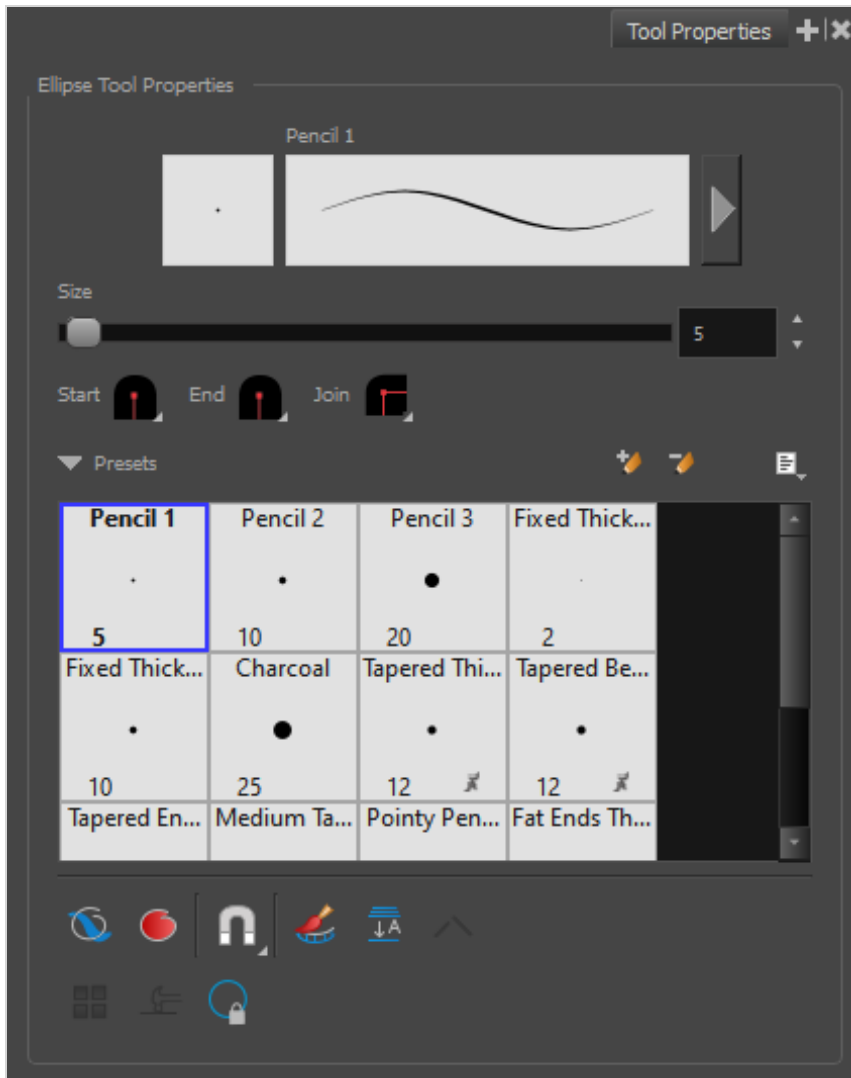 Tool Properties
Ellipse Tool Properties
Pencil 1
Size
5
Start End Join
Presets
Pencil 1 Pencil 2 Pencil 3 Fixed Thick...
5 10 20 2
Fixed Thick... Charcoal Tapered Thi... Tapered Be...
10 25 12 12
Tapered En... Medium Ta... Pointy Pen... Fat Ends Th...
A